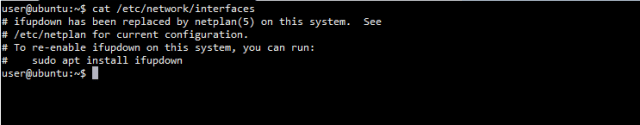 user@ubuntu:~$ cat /etc/network/interfaces
# ifupdown has been replaced by netplan(5) on this system.  See
# /etc/netplan for current configuration.
# To re-enable ifupdown on this system, you can run:
#    sudo apt install ifupdown
user@ubuntu:~$